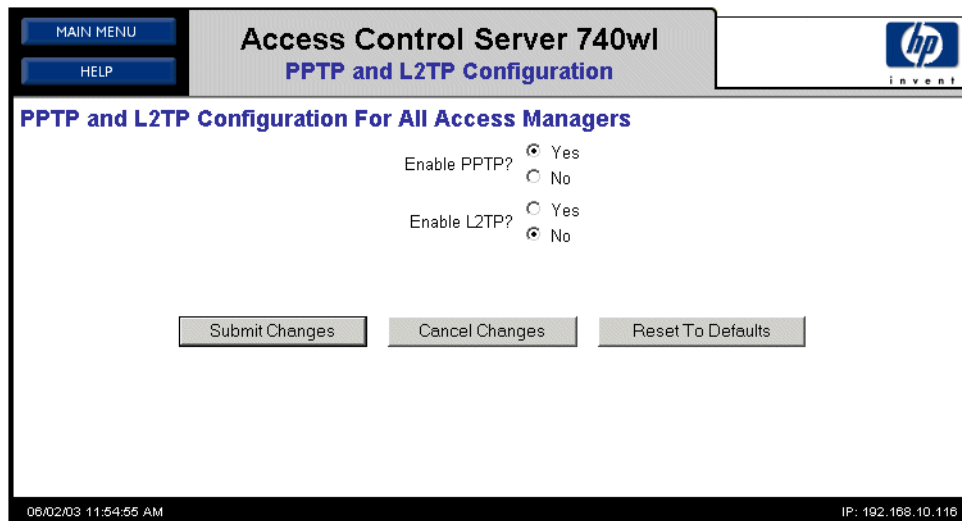 MAIN MENU
HELP
Access Control Server 740wl
PPTP and L2TP Configuration
hp
invent
PPTP and L2TP Configuration For All Access Managers
Enable PPTP?
Yes
No
Enable L2TP?
Yes
No
Submit Changes
Cancel Changes
Reset To Defaults
06/02/03 11:54:55 AM
IP: 192.168.10.116